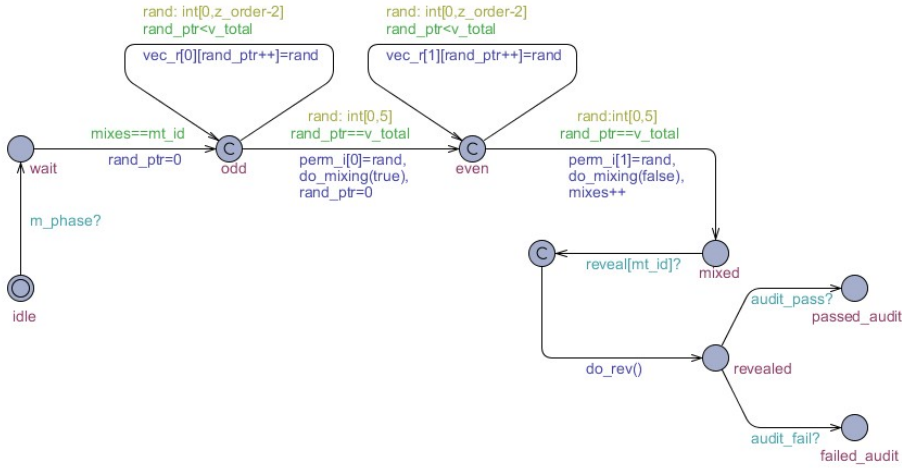 rand: int[0,z_order-2]
rand_ptr<v_total
vec_r[0][rand_ptr++]=rand
rand: int[0,z_order-2]
rand_ptr<v_total
vec_r[1][rand_ptr++]=rand
mixes==mt_id
rand_ptr=0
wait
C
odd
rand: int[0,5]
rand_ptr==v_total
perm_i[0]=rand,
do_mixing(true),
rand_ptr=0
C
even
rand:int[0,5]
rand_ptr==v_total
perm_i[1]=rand,
do_mixing(false),
mixes++
m_phase?
idle
C
reveal[mt_id]?
mixed
do_rev()
revealed
audit_pass?
passed_audit
audit_fail?
failed_audit